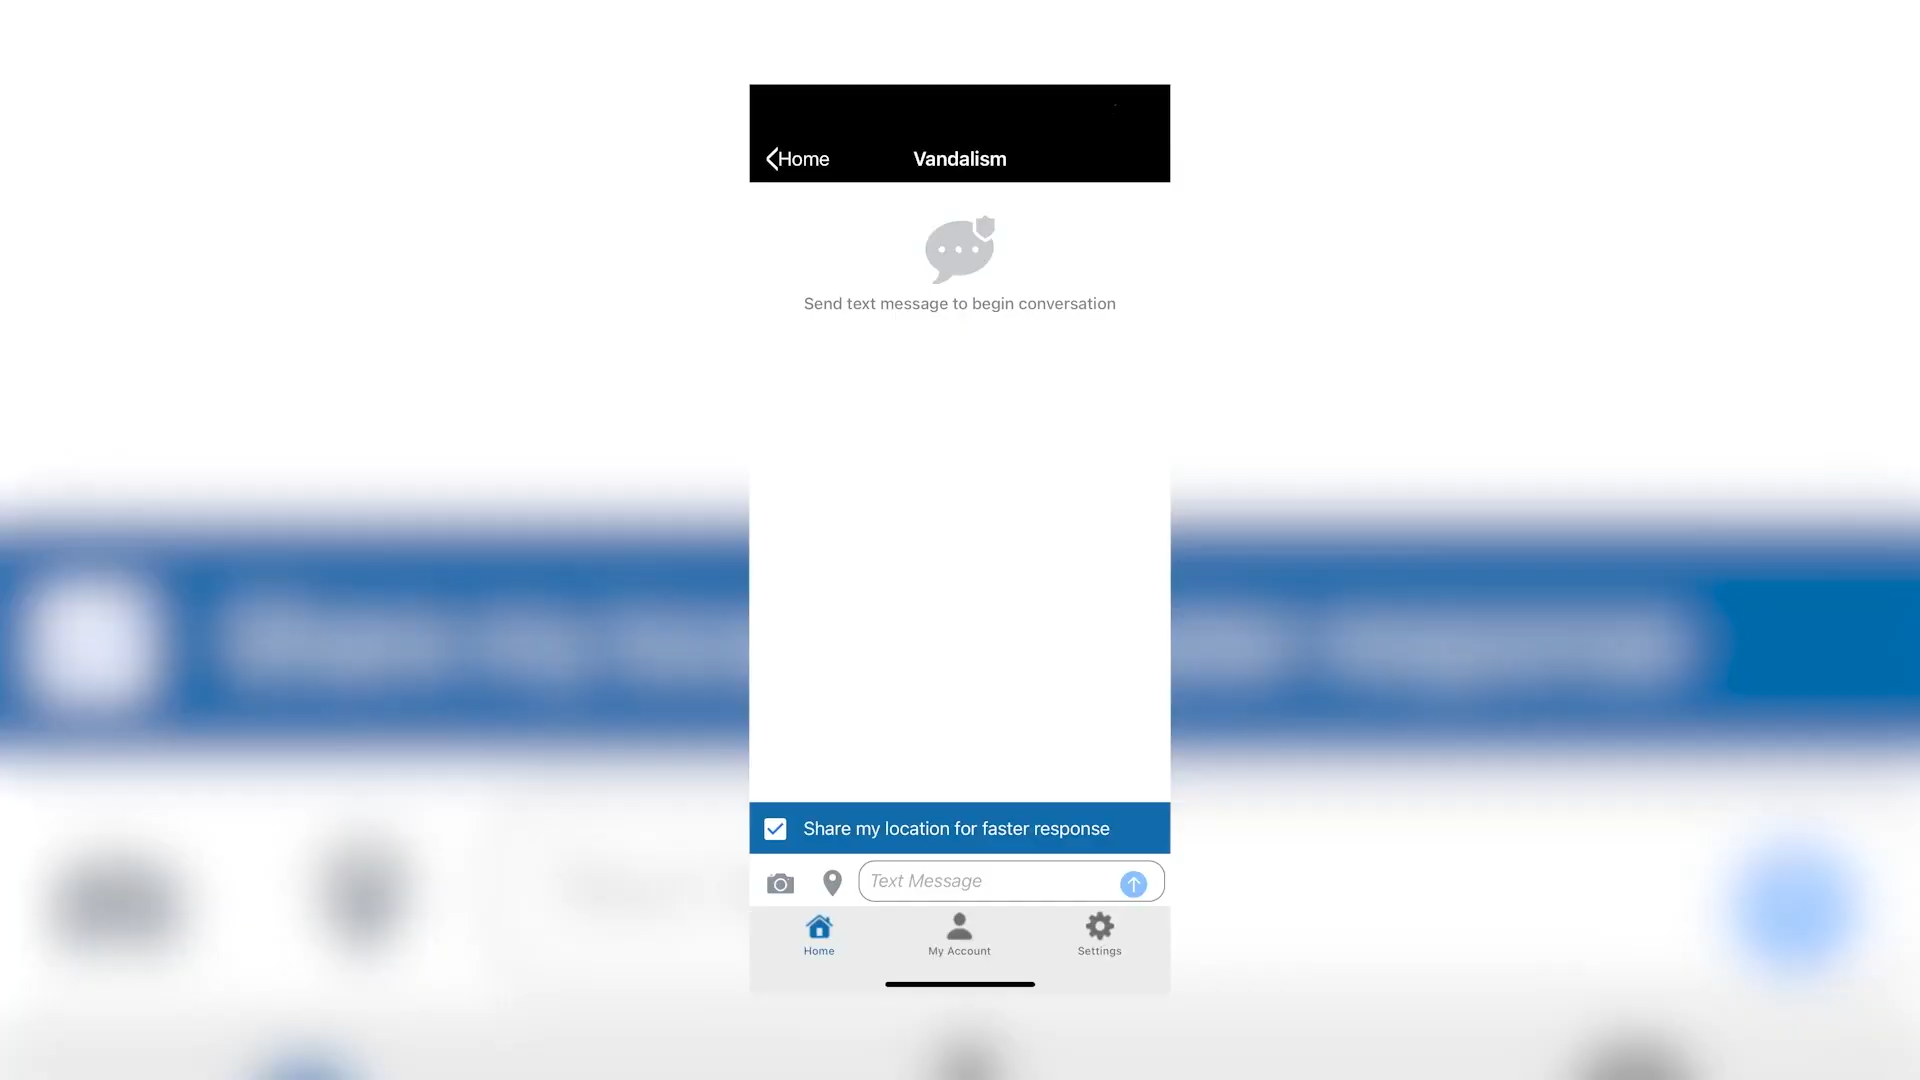 Home
Vandalism
Send text message to begin conversation
Share my location for faster response
Text Message
Home
My Account
Settings